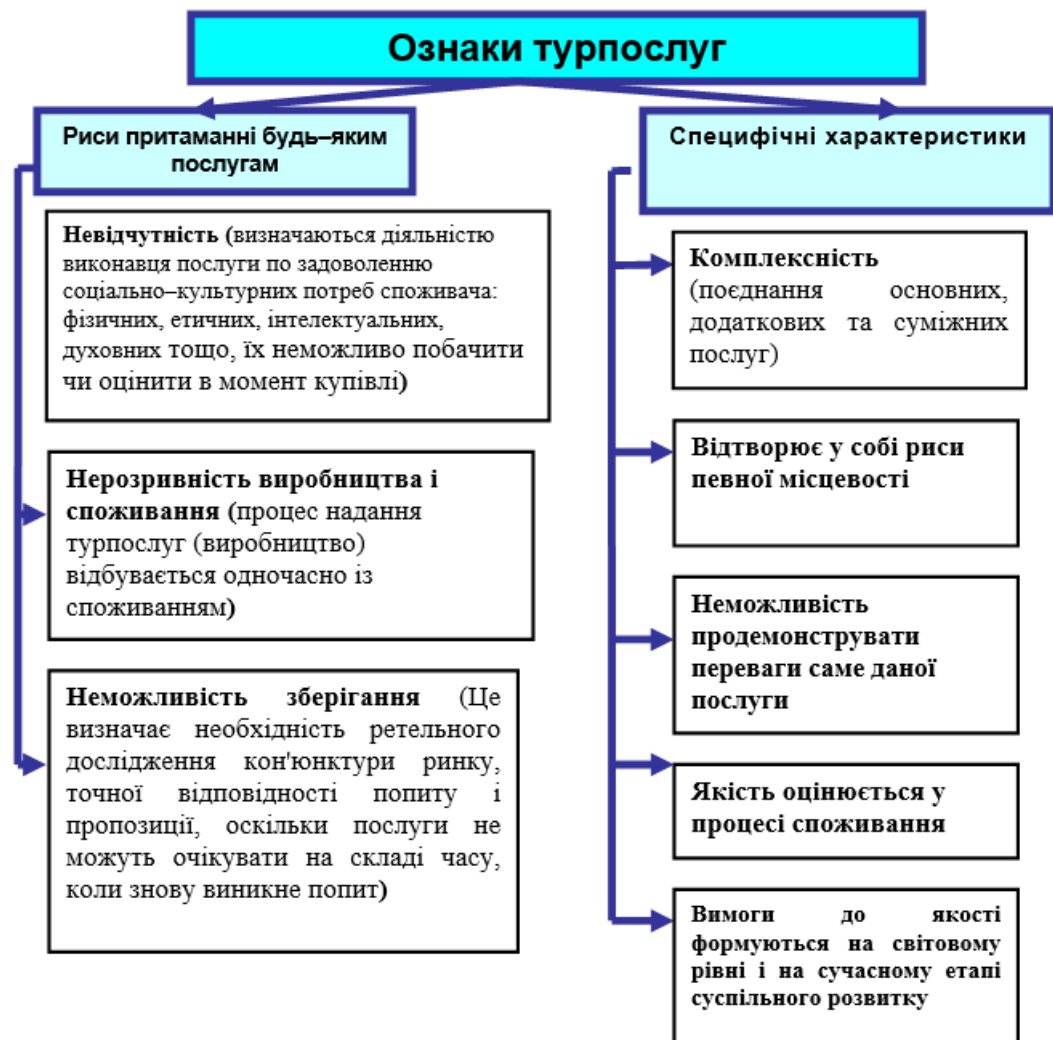 Ознаки турпослуг
Риси притаманні будь–яким
послугам
Невідчутність (визначаються діяльністю
виконавця послуги по задоволенню
соціально–культурних потреб споживача:
фізичних, етичних, інтелектуальних,
духовних тощо, їх неможливо побачити
чи оцінити в момент купівлі)
Нерозривність виробництва і
споживання (процес надання
турпослуг (виробництво)
відбувається одночасно із
споживанням)
Неможливість зберігання (Це
визначає необхідність ретельного
дослідження кон'юнктури ринку,
точної відповідності попиту і
пропозиції, оскільки послуги не
можуть очікувати на складі часу,
коли знову виникне попит)
Специфічні характеристики
Комплексність
(поєднання основних,
додаткових та суміжних
послуг)
Відтворює у собі риси
певної місцевості
Неможливість
продемонструвати
переваги саме даної
послуги
Якість оцінюється у
процесі споживання
Вимоги до якості
формуються на світовому
рівні і на сучасному етапі
суспільного розвитку